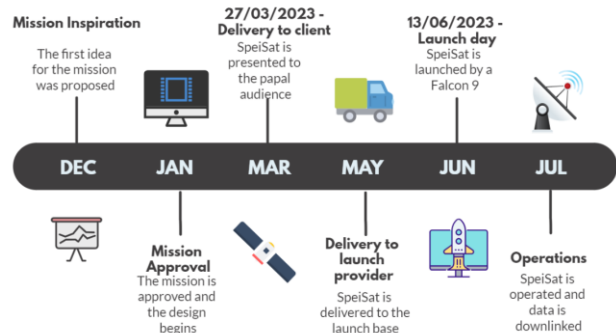 Mission Inspiration
The first idea
for the mission
was proposed
27/03/2023 -
Delivery to client
SpeiSat is
presented to
the papal
audience
13/06/2023 -
Launch day
SpeiSat is
launched by a
Falcon 9
DEC JAN MAR MAY JUN JUL
Mission
Approval
The mission is
approved and
the design
begins
Delivery to
launch
provider
SpeiSat is
delivered to the
launch base
Operations
SpeiSat is
operated and
data is
downlinked